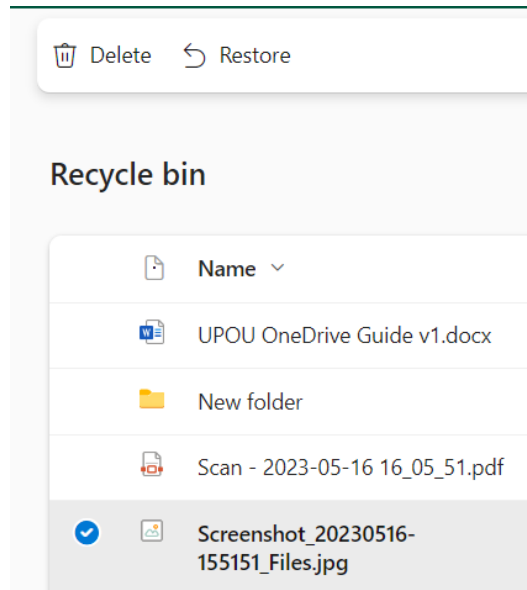 Delete Restore
Recycle bin
Name
UPOU OneDrive Guide v1.docx
New folder
Scan - 2023-05-16 16_05_51.pdf
Screenshot_20230516-
155151_Files.jpg